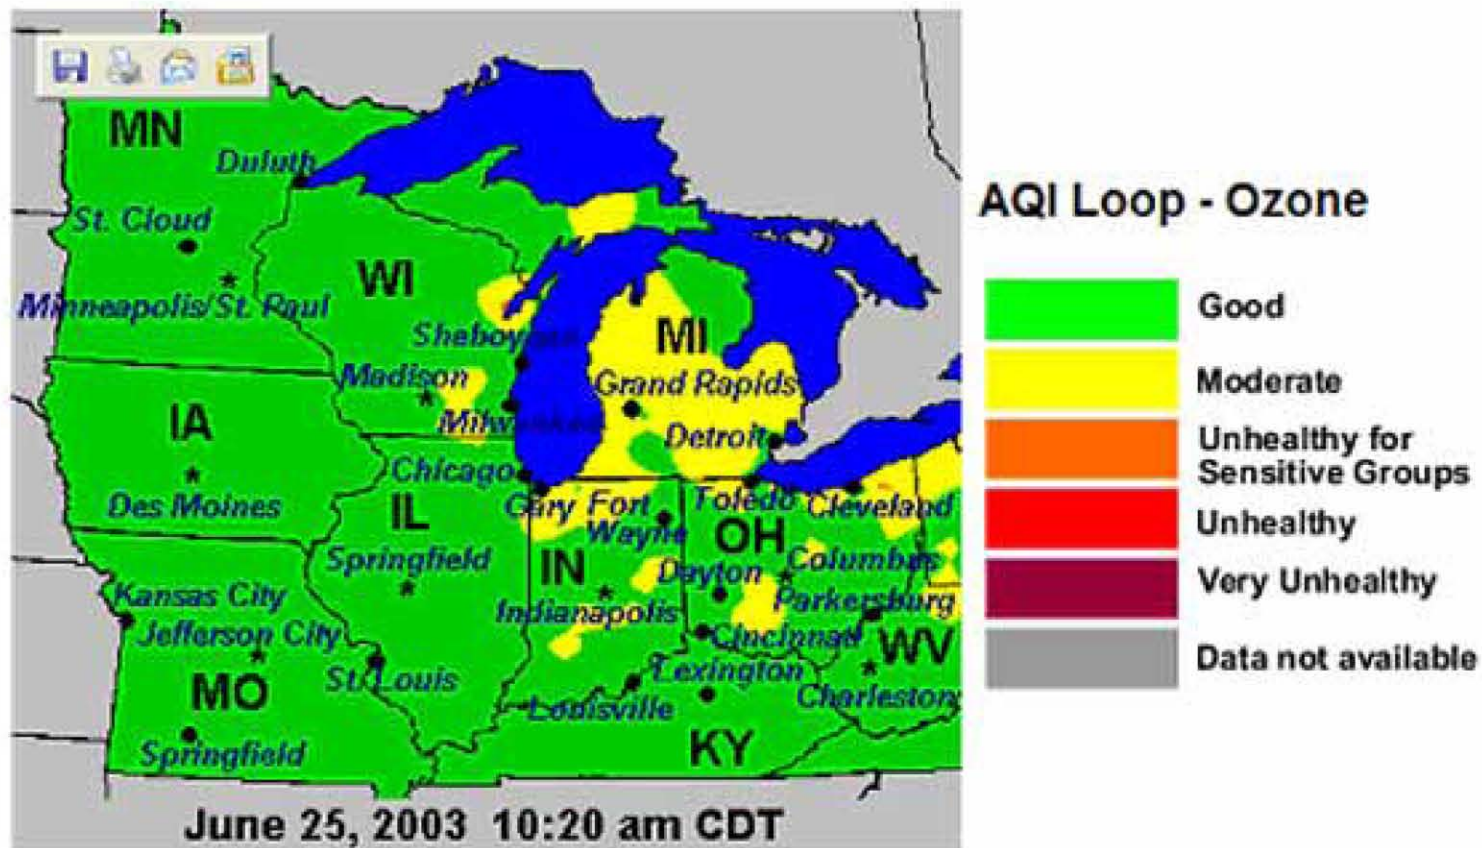 MN
Duluth
St. Cloud
WI
Minneapolis/St. Paul
MI
Madison
Grand Rapids
IA
Detroit
Chicago
Des Moines
Gary
Fort
Wayne
Toledo
Cleveland
IL
OH
Springfield
IN
Columbus
Dayton
Kansas City
Indianapolis
Parkersburg
Jefferson City
Cincinnati
WV
St. Louis
Lexington
MO
Charleston
Louisville
Springfield
KY
June 25, 2003 10:20 am CDT
AQI Loop - Ozone
Good
Moderate
Unhealthy for
Sensitive Groups
Unhealthy
Very Unhealthy
Data not available